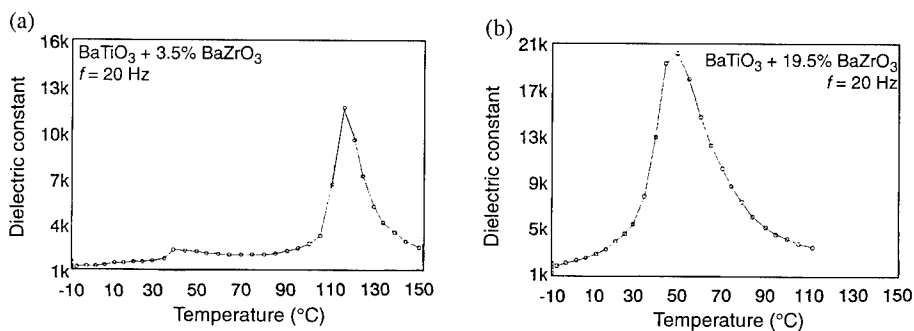 (a)
16k
13k
10k
7k
4k
1k
Dielectric constant
BaTiO₃ + 3.5% BaZrO₃
f = 20 Hz
-10 10 30 50 70 90 110 130 150
Temperature (°C)
(b)
21k
17k
13k
9k
5k
1k
Dielectric constant
BaTiO₃ + 19.5% BaZrO₃
f = 20 Hz
-10 10 30 50 70 90 110 130 150
Temperature (°C)